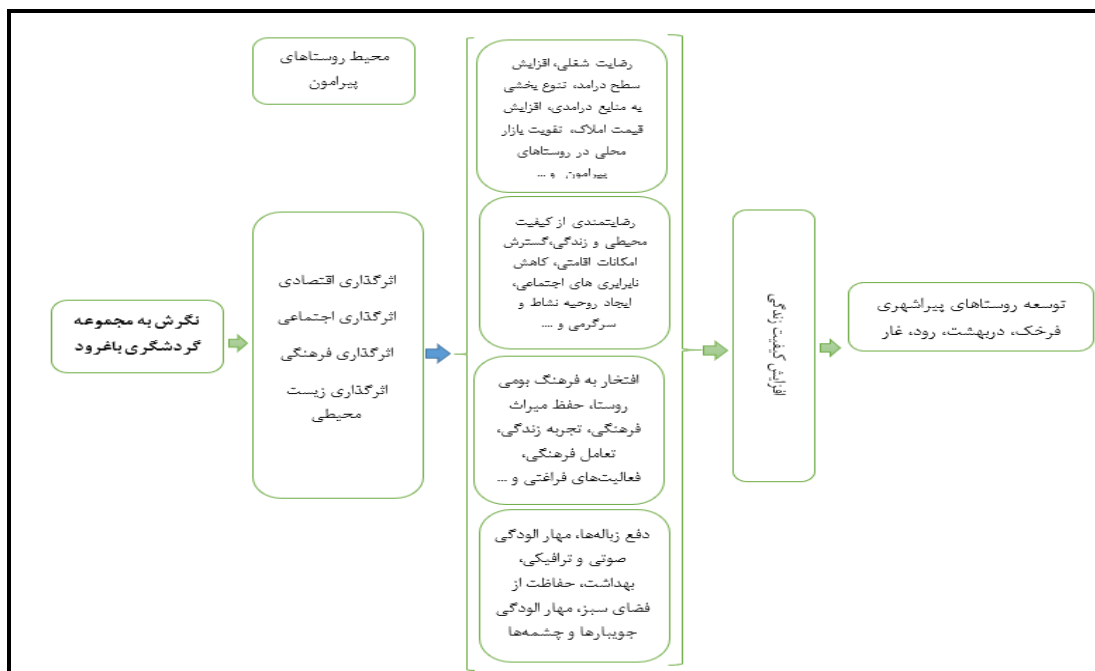 محیط روستاهای
پیرامون
نگرش به مجموعه
گردشگری باغرود
اثرگذاری اقتصادی
اثرگذاری اجتماعی
اثرگذاری فرهنگی
اثرگذاری زیست
محیطی
رضایت شغلی، افزایش
سطح درامد، تنوع بخشی
به منابع درامدی، افزایش
قیمت املاک، تقویت بازار
محلی در روستاهای
پیرامون و ...
رضایتمندی از کیفیت
محیطی و زندگی،گسترش
امکانات اقامتی، کاهش
نابرابری های اجتماعی،
ایجاد روحیه نشاط و
سرگرمی و ....
افتخار به فرهنگ بومی
روستا، حفظ میراث
فرهنگی، تجربه زندگی،
تعامل فرهنگی،
فعالیت‌های فراغتی و ...
دفع زباله‌ها، مهار الودگی
صوتی و ترافیکی،
بهداشت، حفاظت از
فضای سبز، مهار الودگی
جویبارها و چشمه‌ها
افزایش کیفیت زندگی
توسعه روستاهای پیراشهری
فرخک، دربهشت، رود، غار